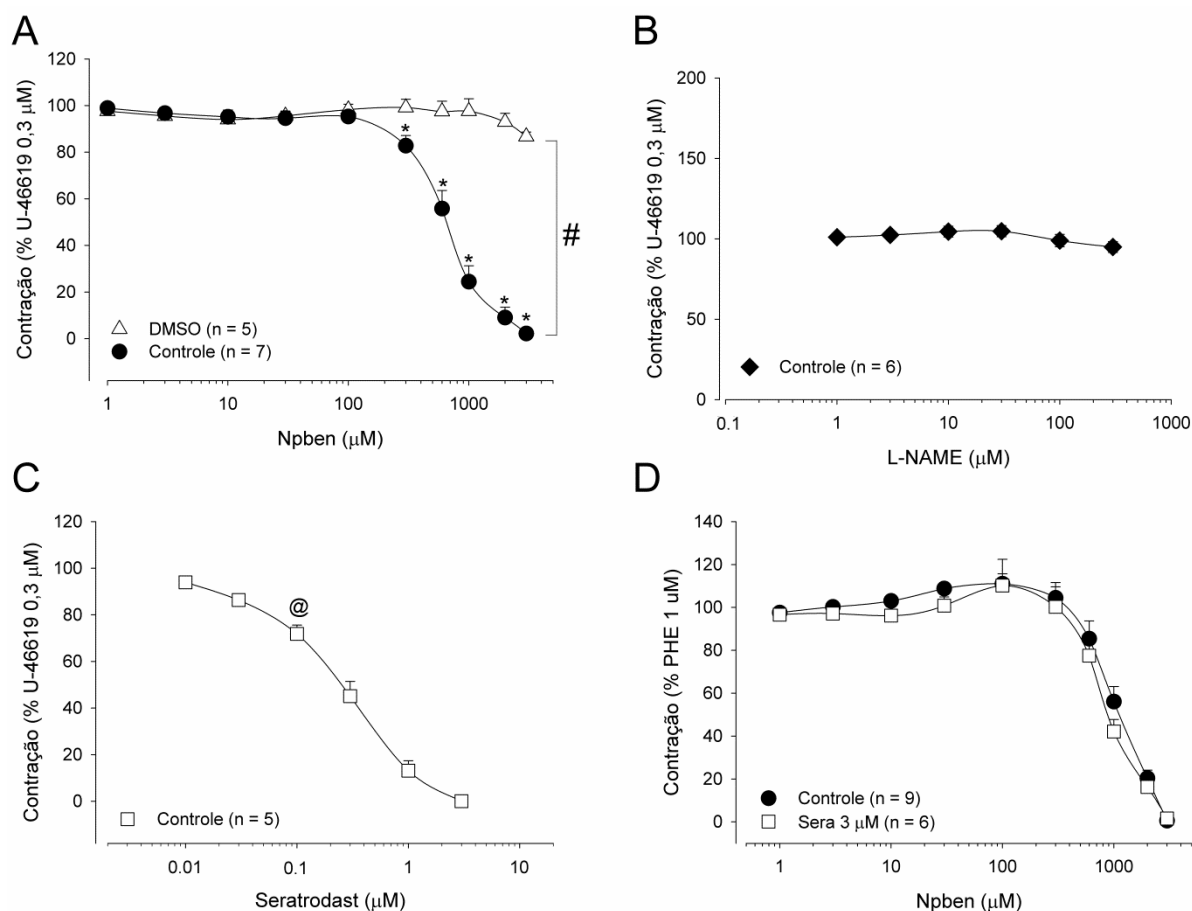 A
120
100
80
60
40
20
0
Contração (% U-46619 0,3 μM)
*
*
*
*
*
#
DMSO (n = 5)
Controle (n = 7)
1
10
100
1000
Npben (μM)
B
200
150
100
50
0
Contração (% U-46619 0,3 μM)
Controle (n = 6)
0.1
1
10
100
1000
L-NAME (μM)
C
120
100
80
60
40
20
0
Contração (% U-46619 0,3 μM)
@
Controle (n = 5)
0.01
0.1
1
10
Seratrodast (μM)
D
140
120
100
80
60
40
20
0
Contração (% PHE 1 uM)
Controle (n = 9)
Sera 3 μM (n = 6)
1
10
100
1000
Npben (μM)